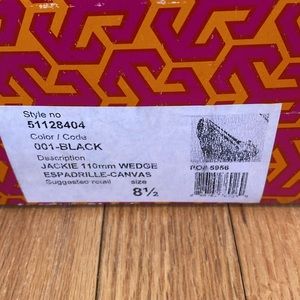 Style no
51128404
Color / Code
001-BLACK
Description
JACKIE 110mm WEDGE
ESPADRILLE-CANVAS
PO# 5956
Suggested retail size
8½